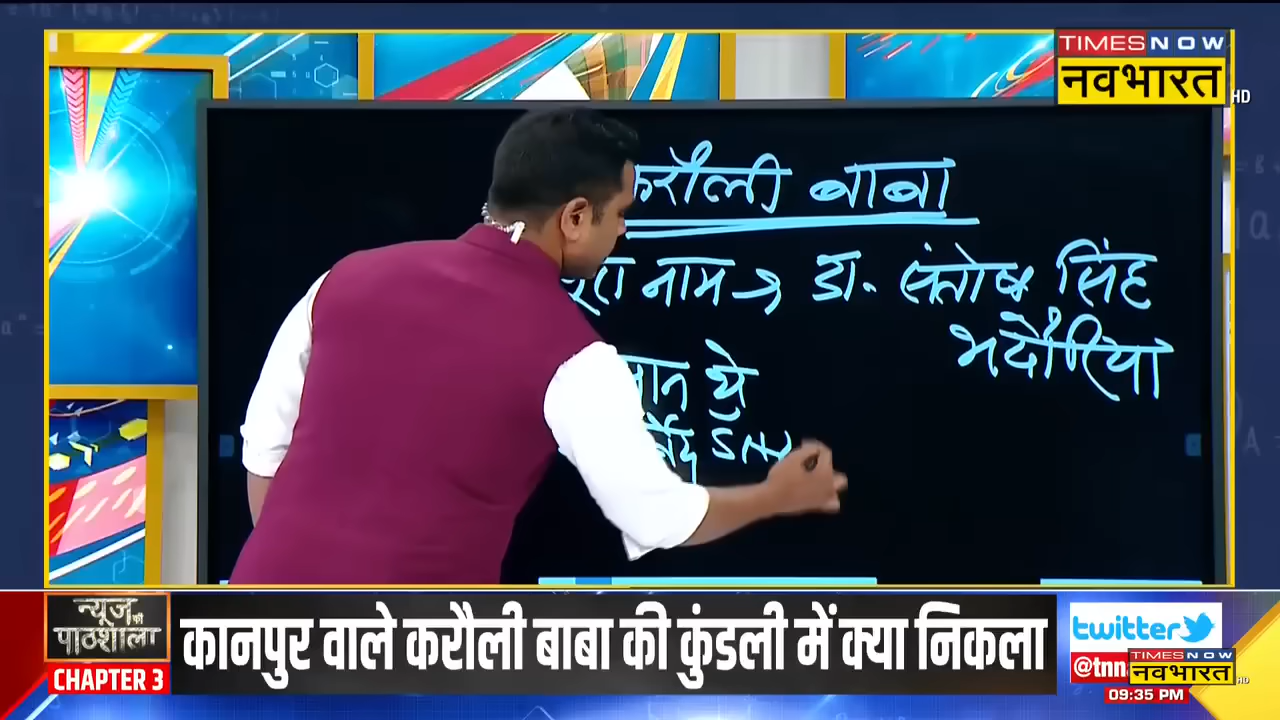 TIMES NOW
नवभारत
HD
करौली बाबा
पूरा नाम → डा. संतोष सिंह
भदौरिया
थे
न्यूज़ की
पाठशाला
CHAPTER 3
कानपुर वाले करौली बाबा की कुंडली में क्या निकला
twitter
@tnn
TIMES NOW
नवभारत
HD
09:35 PM